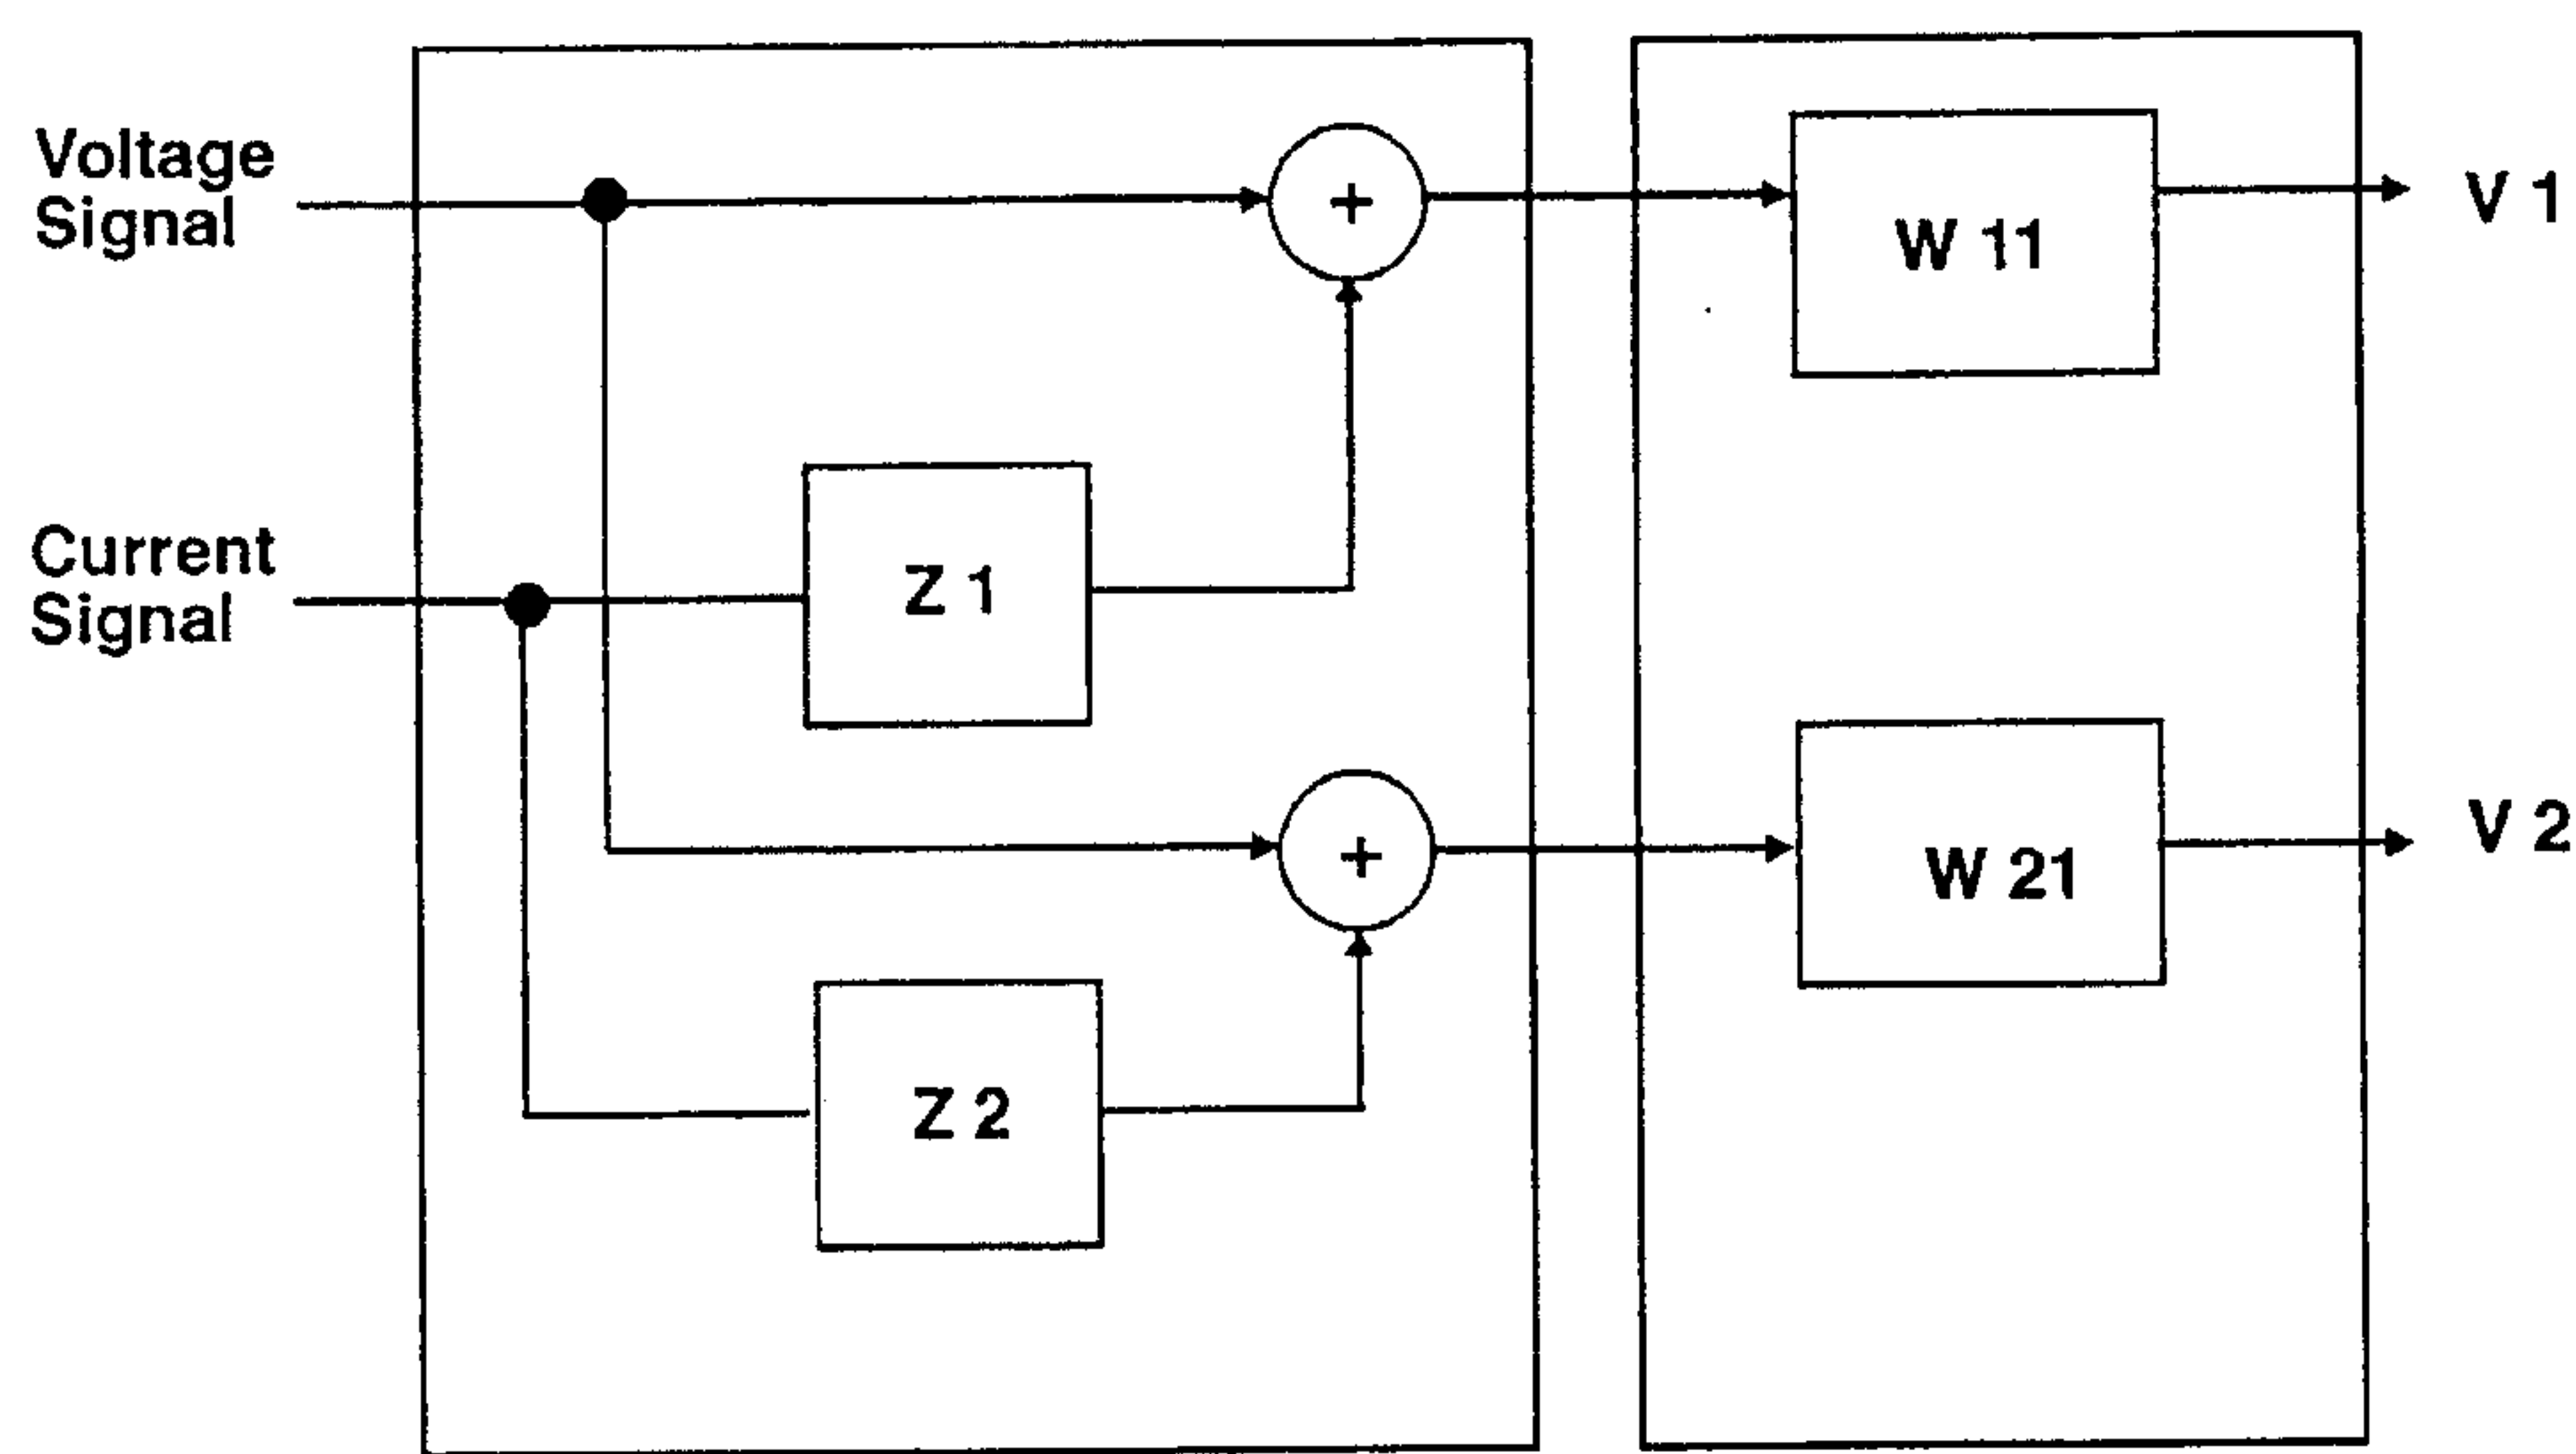 Voltage
Signal
+
W 11
V 1
Current
Signal
Z 1
+
W 21
V 2
Z 2